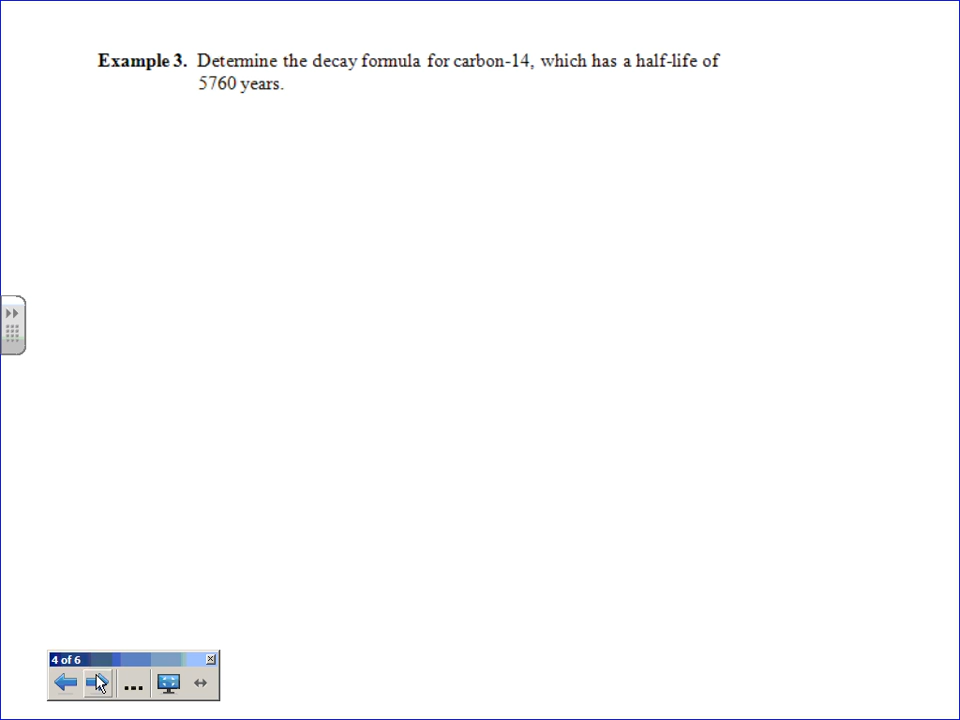 Example 3. Determine the decay formula for carbon-14, which has a half-life of
5760 years.
4 of 6
...